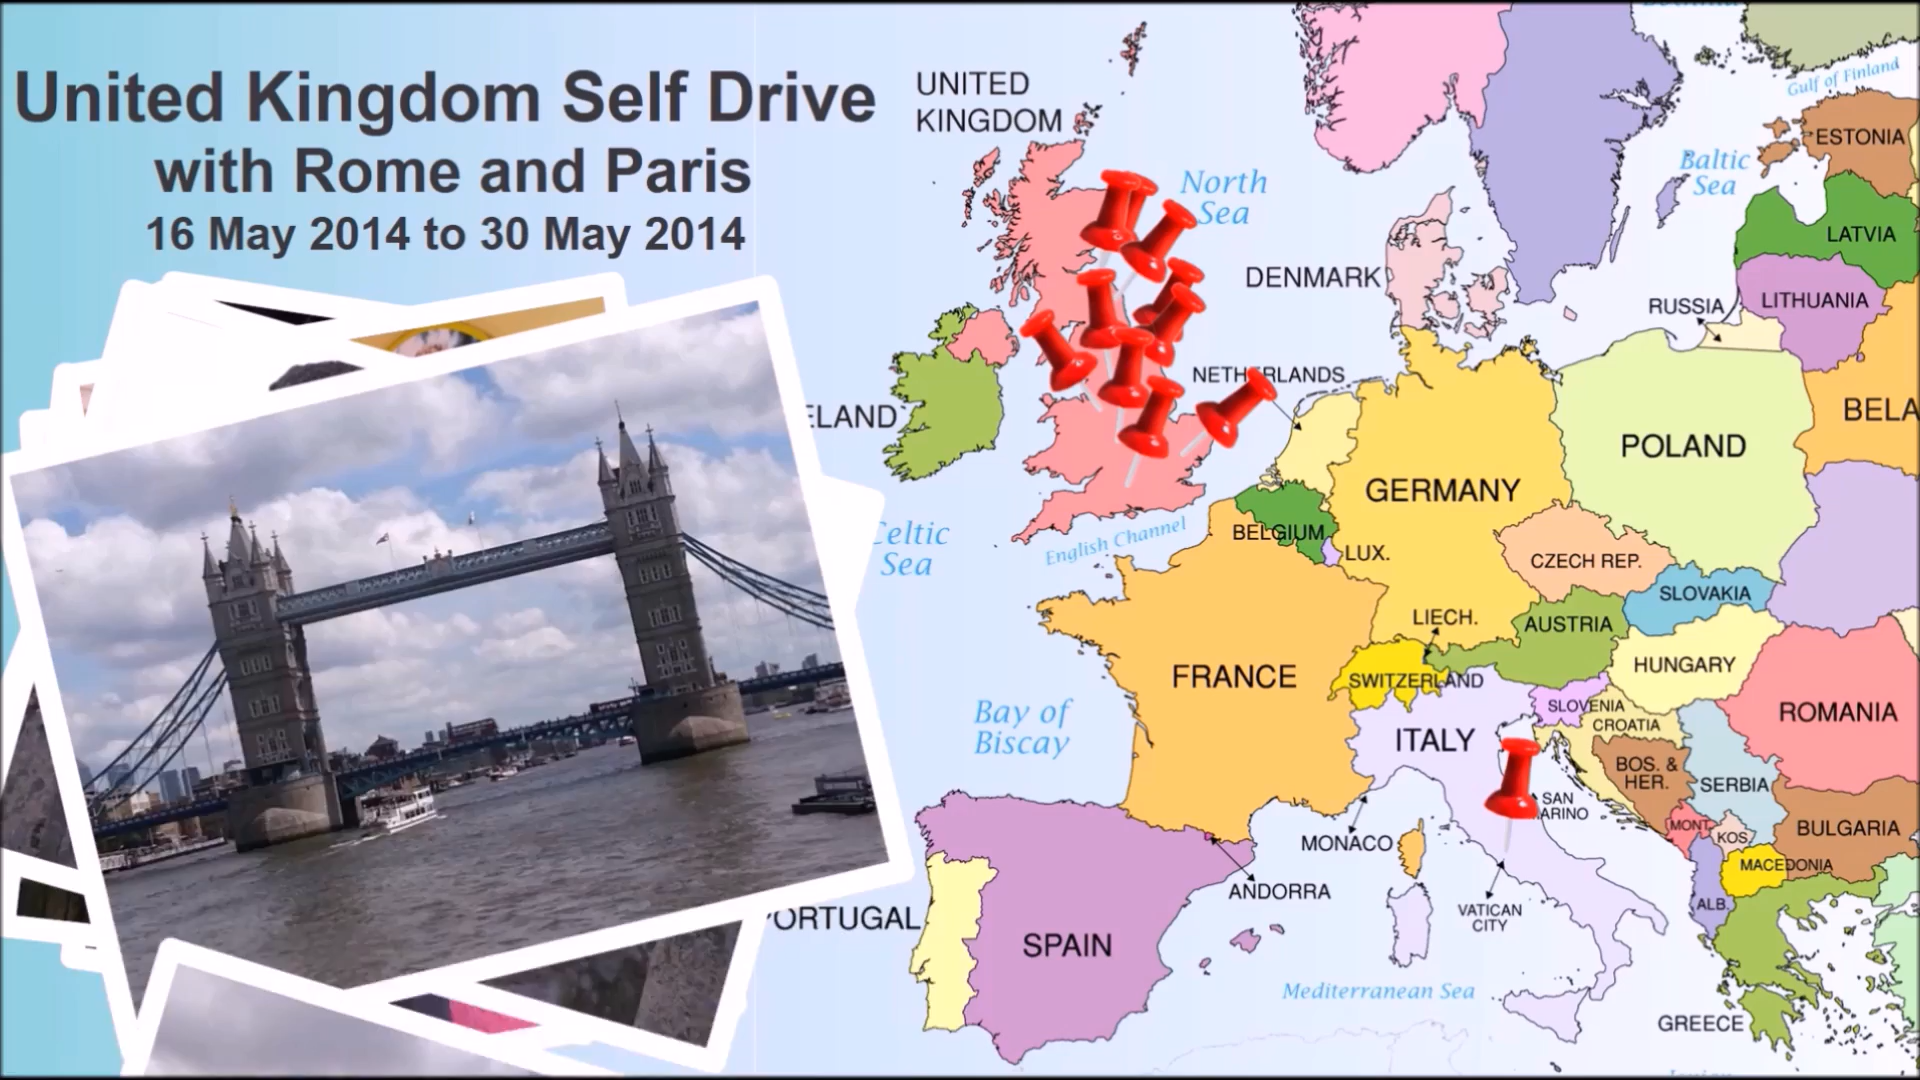 United Kingdom Self Drive
with Rome and Paris
16 May 2014 to 30 May 2014
UNITED
KINGDOM
North
Sea
Baltic
Sea
Gulf of Finland
ESTONIA
LATVIA
LITHUANIA
RUSSIA
DENMARK
NETHERLANDS
ELAND
BELA
POLAND
GERMANY
BELGIUM
LUX.
English Channel
Celtic
Sea
CZECH REP.
SLOVAKIA
LIECH.
AUSTRIA
HUNGARY
FRANCE
SWITZERLAND
SLOVENIA
CROATIA
ROMANIA
Bay of
Biscay
ITALY
BOS. &
HER.
SERBIA
SAN
ARINO
MONT.
KOS.
BULGARIA
MONACO
MACEDONIA
ANDORRA
ALB.
VATICAN
CITY
ORTUGAL
SPAIN
Mediterranean Sea
GREECE